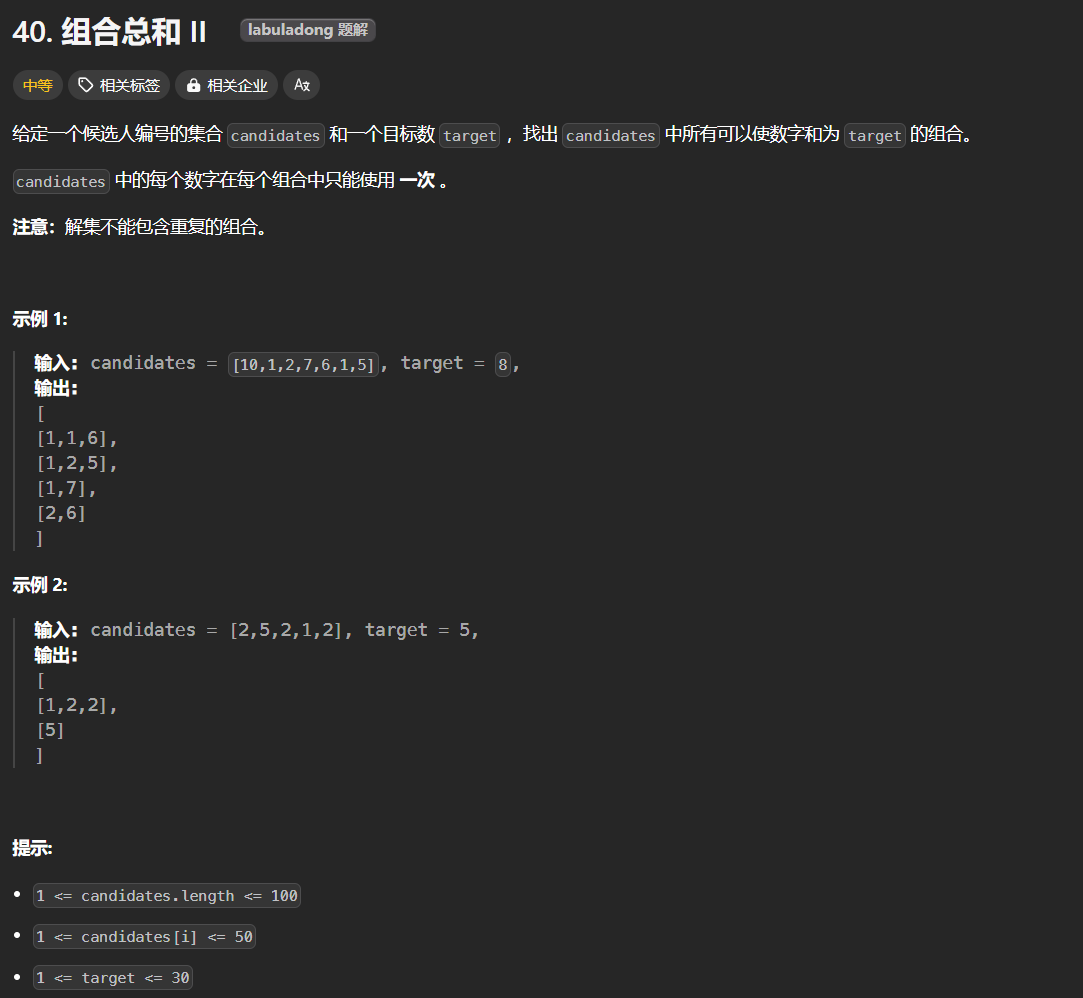 40. 组合总和 II labuladong 题解
中等 相关标签 相关企业 Az
给定一个候选人编号的集合 candidates 和一个目标数 target ，找出 candidates 中所有可以使数字和为 target 的组合。
candidates 中的每个数字在每个组合中只能使用 一次 。
注意：解集不能包含重复的组合。
示例 1:
输入: candidates = [10,1,2,7,6,1,5], target = 8,
输出:
[
[1,1,6],
[1,2,5],
[1,7],
[2,6]
]
示例 2:
输入: candidates = [2,5,2,1,2], target = 5,
输出:
[
[1,2,2],
[5]
]
提示:
• 1 <= candidates.length <= 100
• 1 <= candidates[i] <= 50
• 1 <= target <= 30